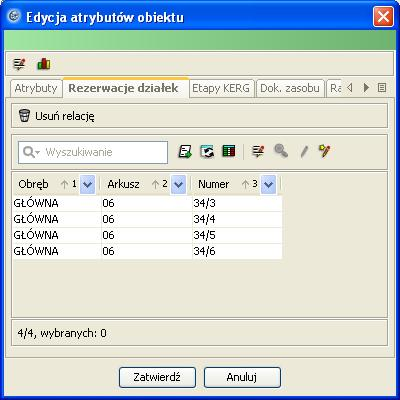 Edycja atrybutów obiektu
Atrybuty Rezerwacje działek Etapy KERG Dok. zasobu Ra
Usuń relację
Wyszukiwanie
Obręb 1 Arkusz 2 Numer 3
GŁÓWNA 06 34/3
GŁÓWNA 06 34/4
GŁÓWNA 06 34/5
GŁÓWNA 06 34/6
4/4, wybranych: 0
Zatwierdź Anuluj